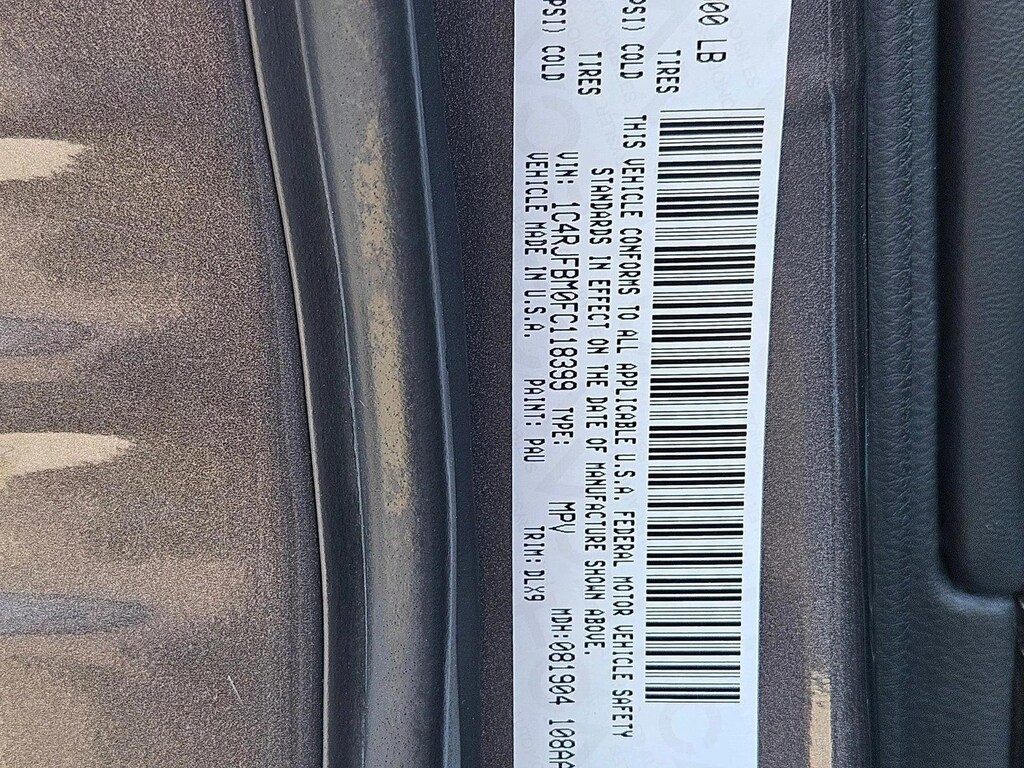 00 LB
TIRES
PSI) COLD
TIRES
PSI) COLD
THIS VEHICLE CONFORMS TO ALL APPLICABLE U.S.A. FEDERAL MOTOR VEHICLE SAFETY
STANDARDS IN EFFECT ON THE DATE OF MANUFACTURE SHOWN ABOVE.
VIN: 1C4RJFBM0FC118399 TYPE: MPV MDH:081904 108AA
VEHICLE MADE IN U.S.A. PAINT: PAU TRIM: DLX9